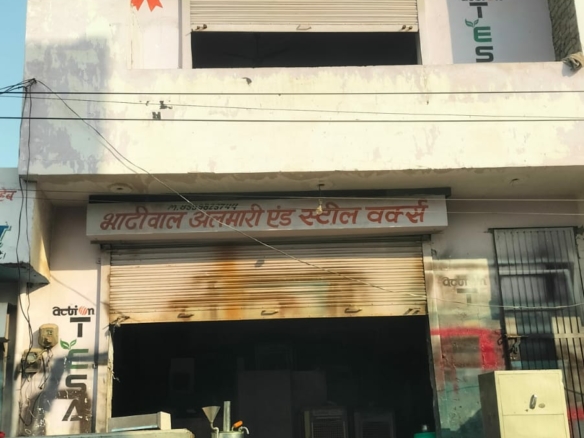 TES
भाटीवाल अलमारी एंड स्टील वर्क्स
action
TESA